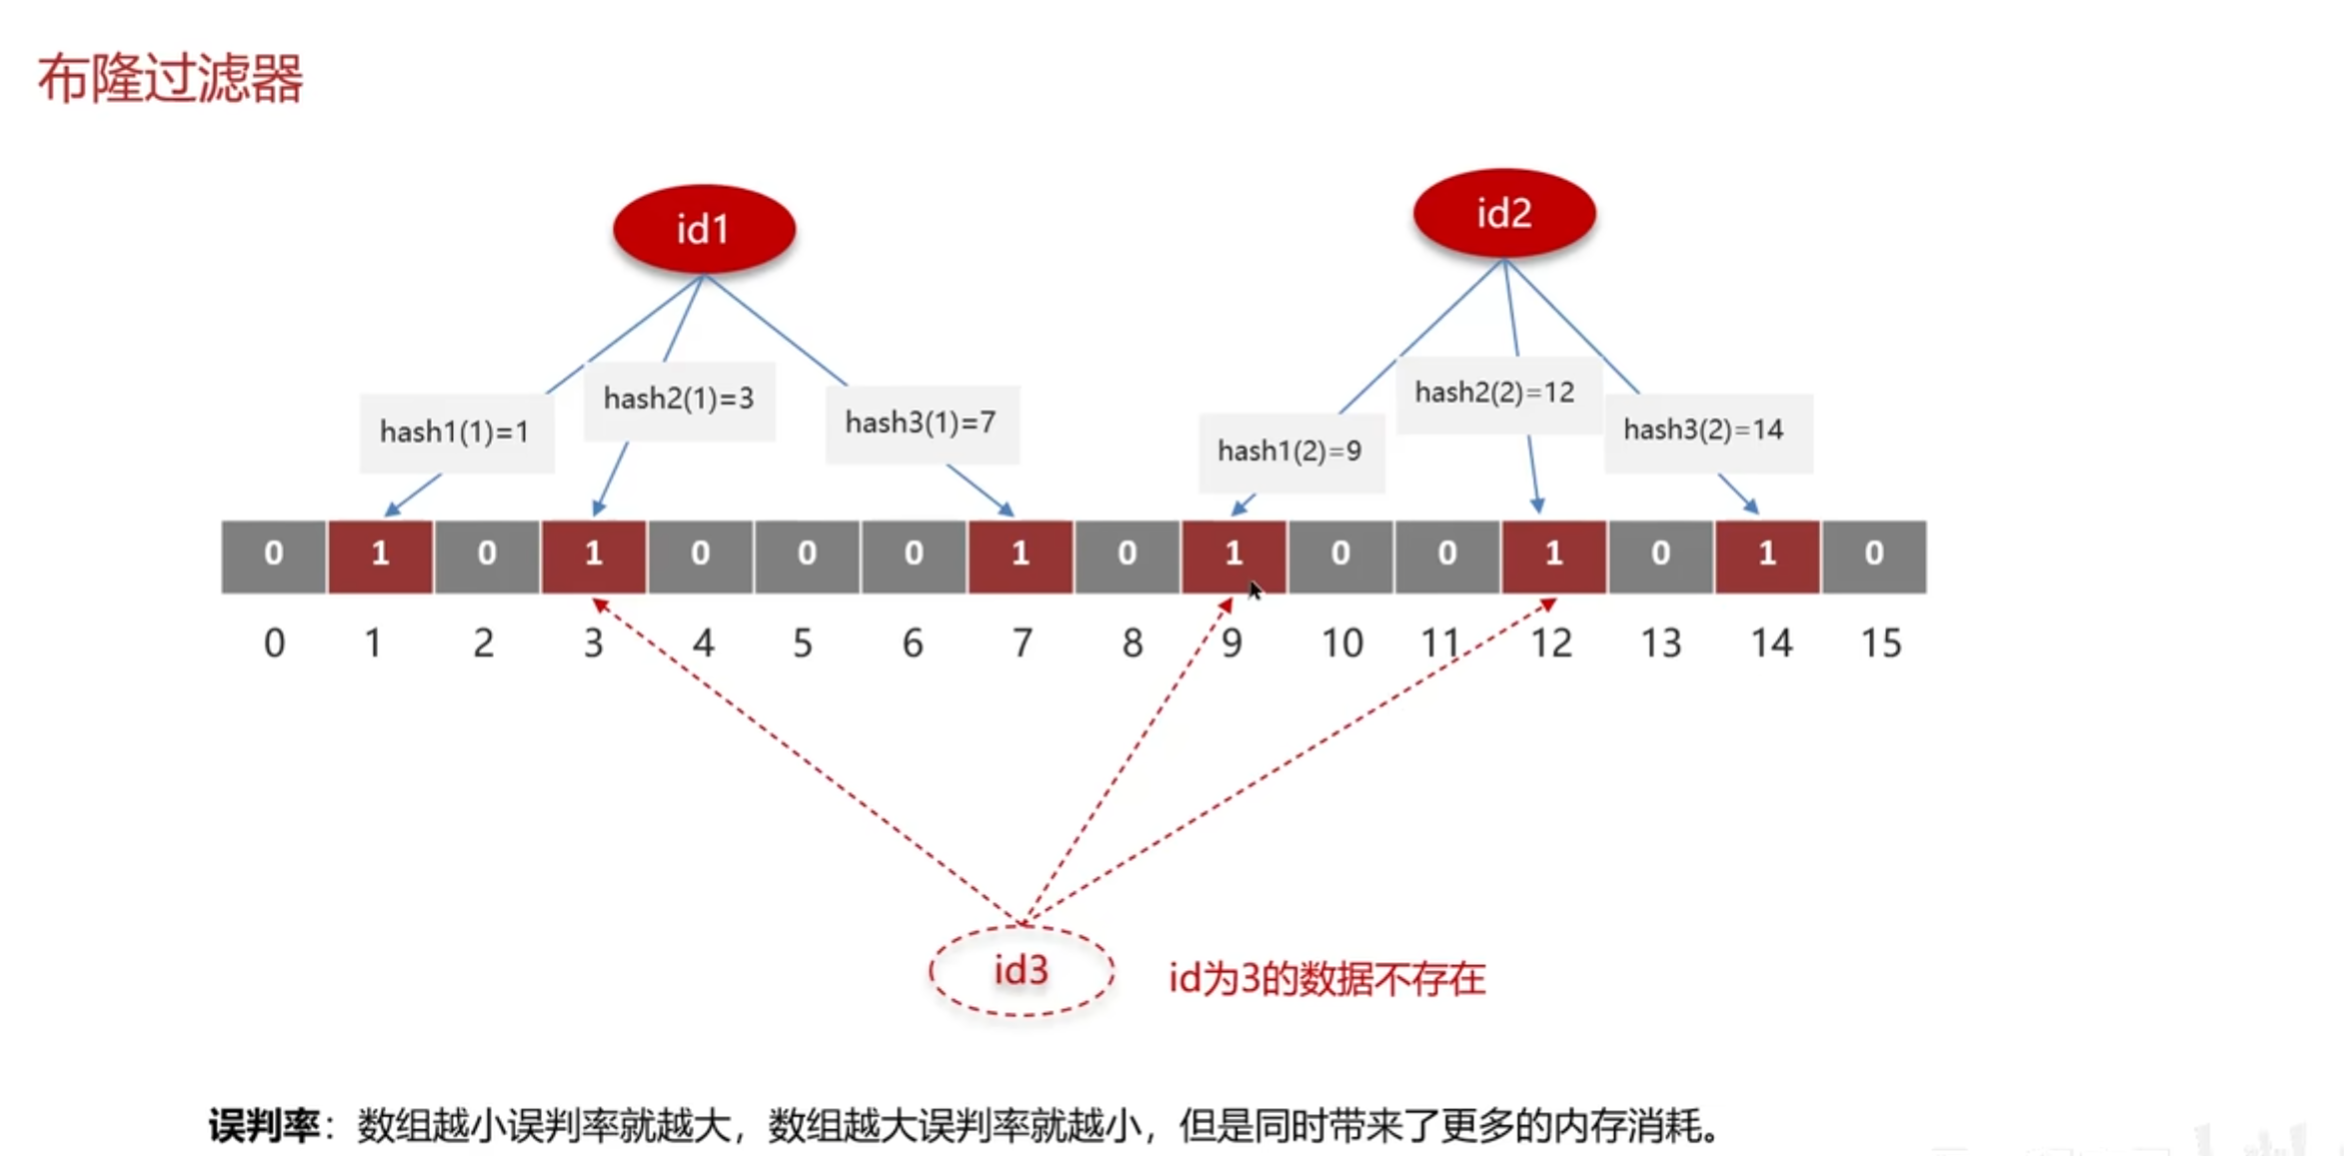 布隆过滤器
id1
id2
hash1(1)=1
hash2(1)=3
hash3(1)=7
hash1(2)=9
hash2(2)=12
hash3(2)=14
0 1 0 1 0 0 0 1 0 1 0 0 1 0 1 0
0 1 2 3 4 5 6 7 8 9 10 11 12 13 14 15
id3
id为3的数据不存在
误判率：数组越小误判率就越大，数组越大误判率就越小，但是同时带来了更多的内存消耗。